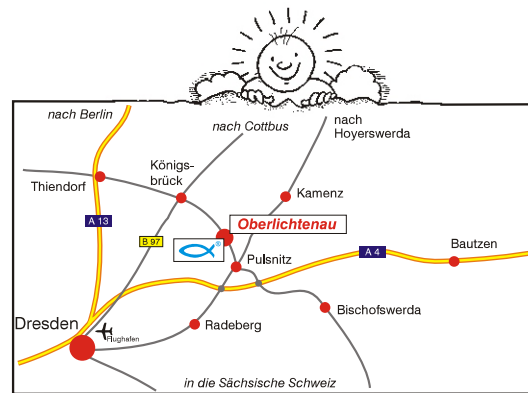 nach Berlin
nach Cottbus
nach
Hoyerswerda
Königs-
brück
Thiendorf
Kamenz
A 13
Oberlichtenau
B 97
®
A 4
Bautzen
Pulsnitz
Dresden
Flughafen
Radeberg
Bischofswerda
in die Sächsische Schweiz